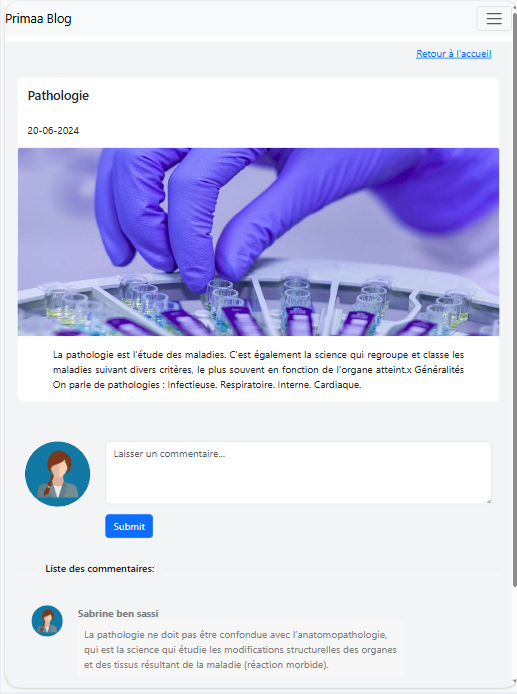 Primaa Blog
Retour à l'accueil
Pathologie
20-06-2024
La pathologie est l'étude des maladies. C'est également la science qui regroupe et classe les
maladies suivant divers critères, le plus souvent en fonction de l'organe atteint.x Généralités
On parle de pathologies : Infectieuse. Respiratoire. Interne. Cardiaque.
Laisser un commentaire...
Submit
Liste des commentaires:
Sabrine ben sassi
La pathologie ne doit pas être confondue avec l'anatomopathologie,
qui est la science qui étudie les modifications structurelles des organes
et des tissus résultant de la maladie (réaction morbide).